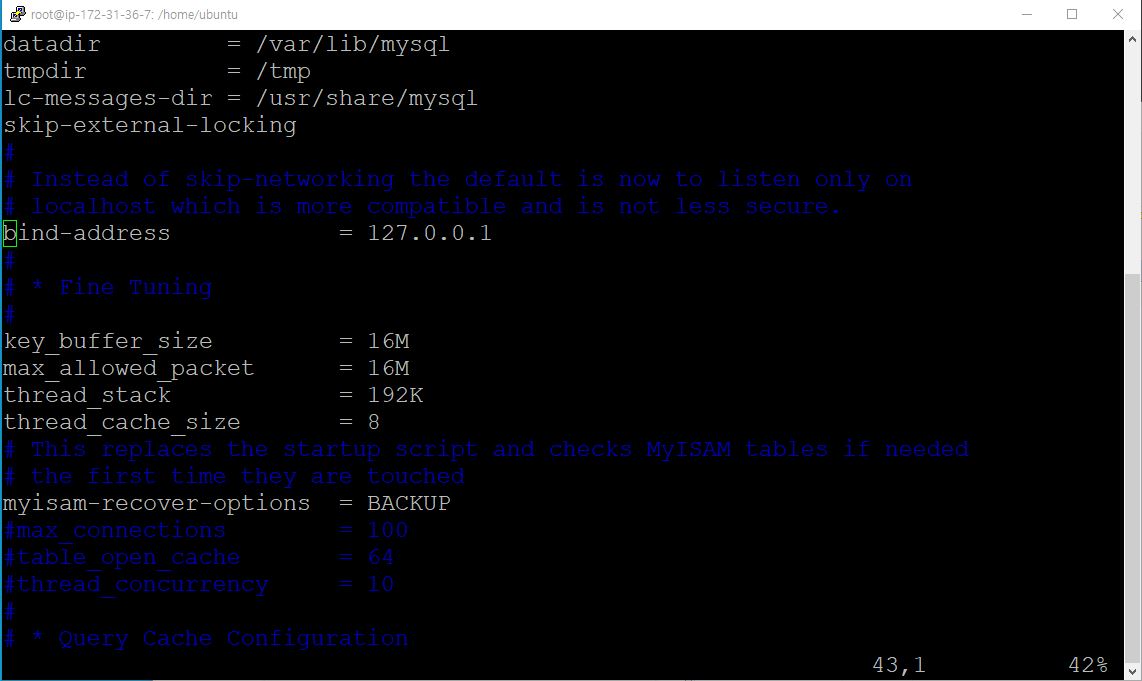 root@ip-172-31-36-7: /home/ubuntu
datadir         = /var/lib/mysql
tmpdir          = /tmp
lc-messages-dir = /usr/share/mysql
skip-external-locking
#
# Instead of skip-networking the default is now to listen only on
# localhost which is more compatible and is not less secure.
bind-address            = 127.0.0.1
#
# * Fine Tuning
#
key_buffer_size         = 16M
max_allowed_packet      = 16M
thread_stack            = 192K
thread_cache_size       = 8
# This replaces the startup script and checks MyISAM tables if needed
# the first time they are touched
myisam-recover-options  = BACKUP
#max_connections        = 100
#table_open_cache       = 64
#thread_concurrency     = 10
#
# * Query Cache Configuration
43,1          42%